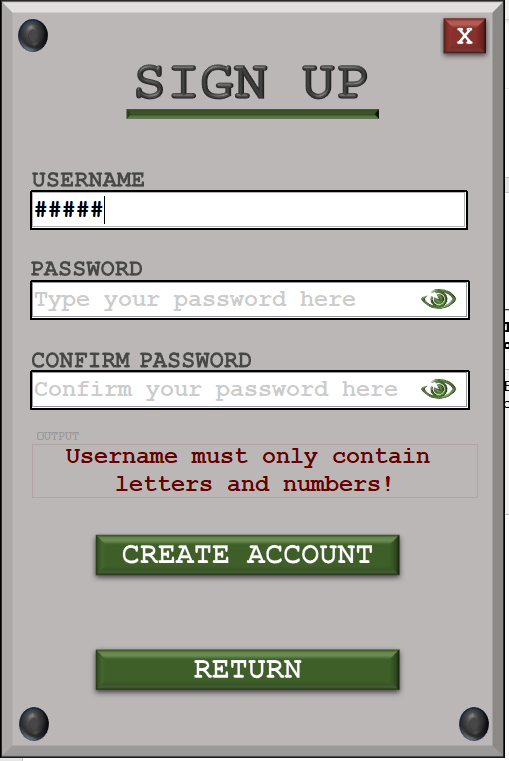 X
SIGN UP
USERNAME
#####
PASSWORD
Type your password here
CONFIRM PASSWORD
Confirm your password here
OUTPUT
Username must only contain
letters and numbers!
CREATE ACCOUNT
RETURN